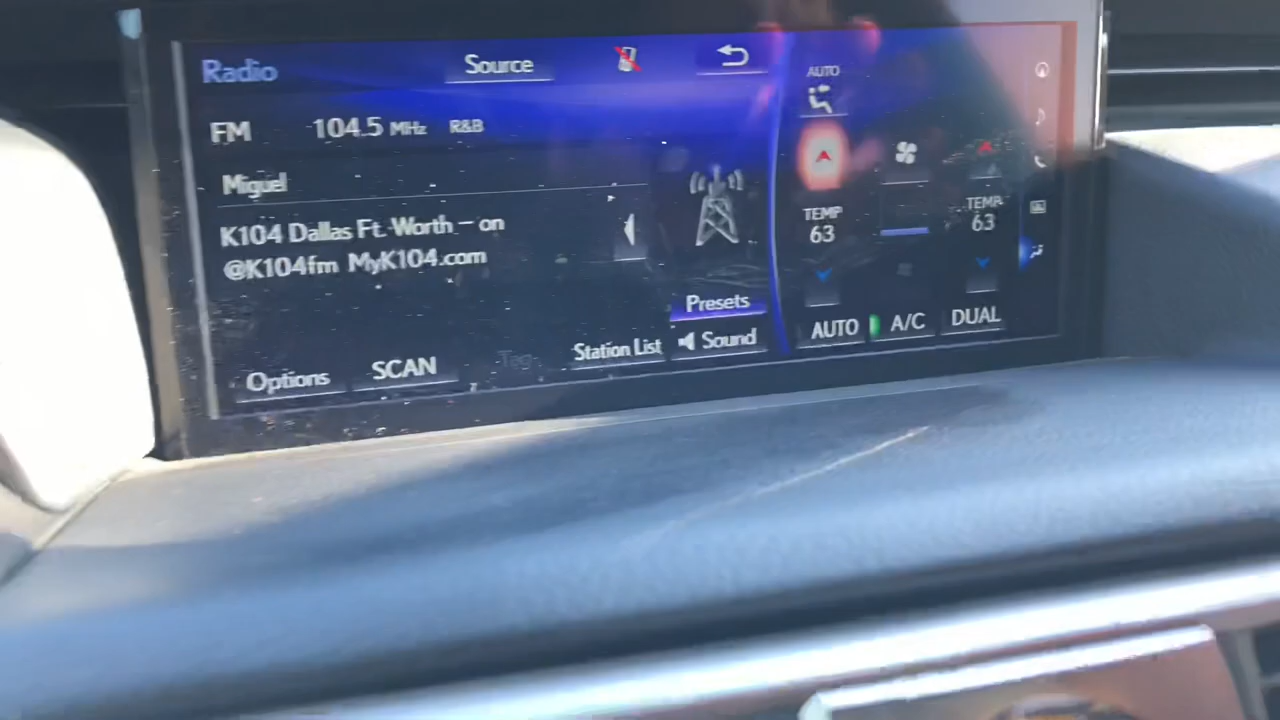 Radio
Source
FM 104.5 MHz R&B
Miguel
K104 Dallas Ft. Worth – on
@K104fm MyK104.com
Presets
Sound
Station List
Tag
SCAN
Options
AUTO
TEMP
63
TEMP
63
AUTO
A/C
DUAL